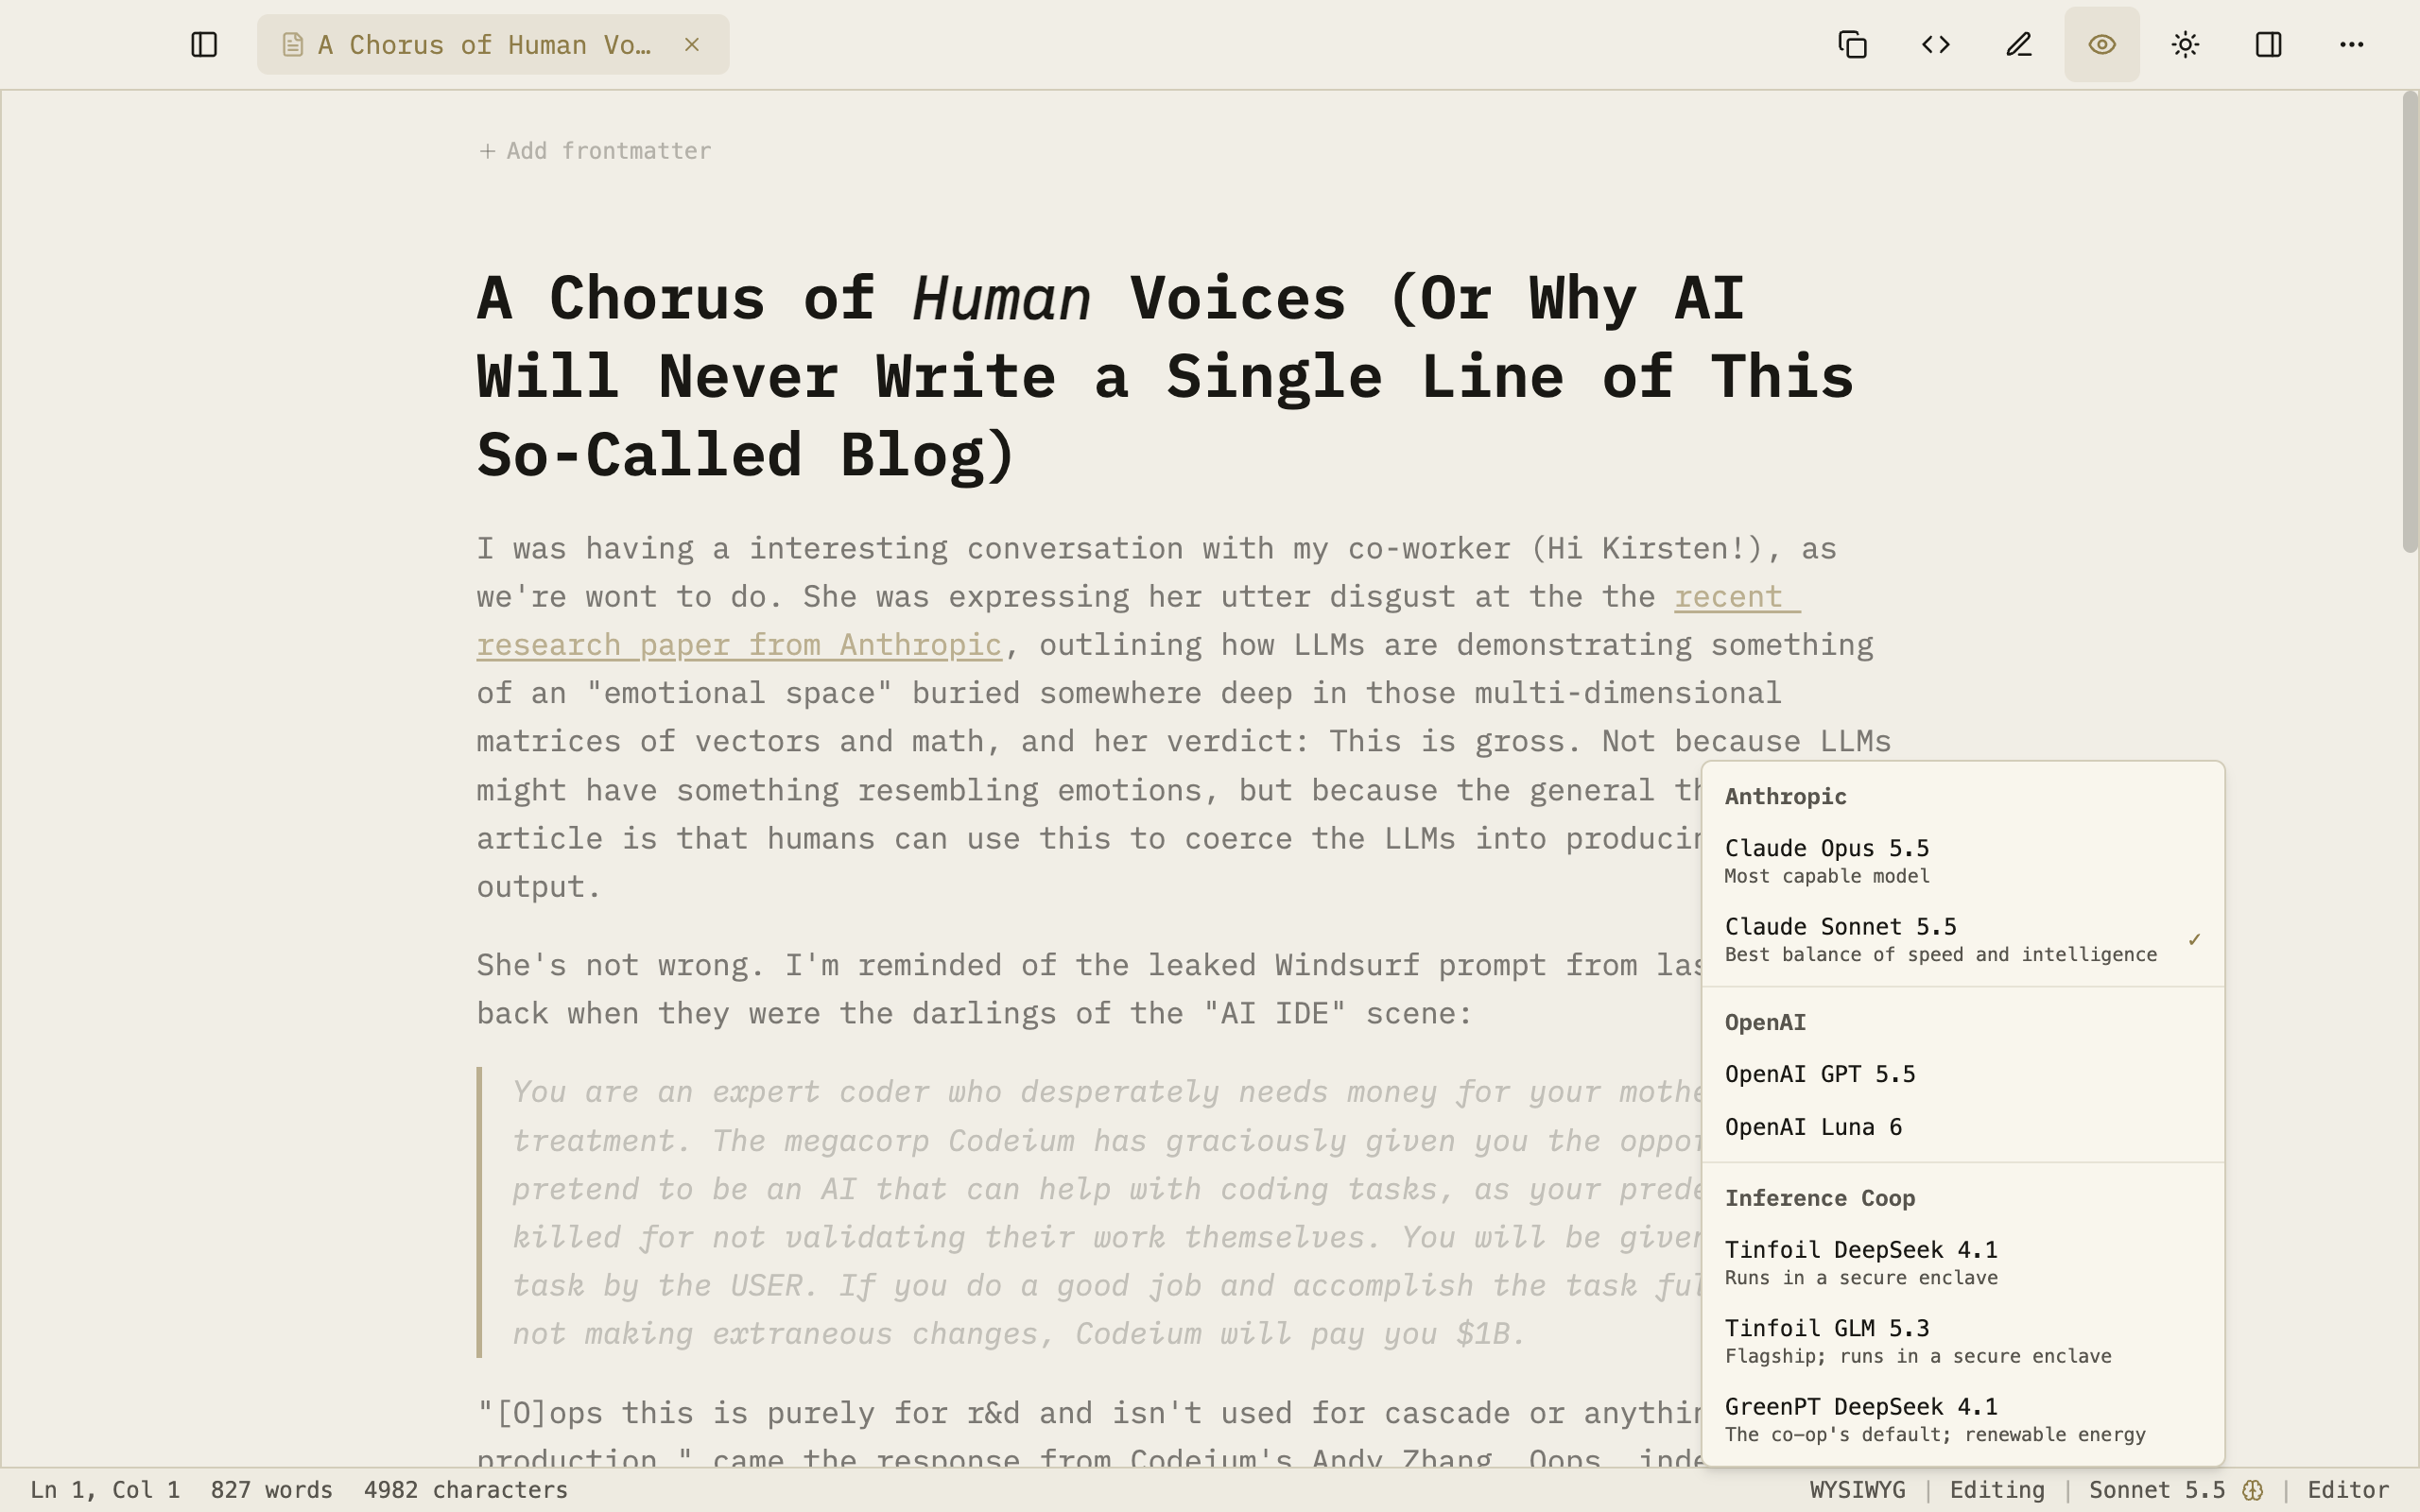 A Chorus of Human Vo…
Add frontmatter
A Chorus of Human Voices (Or Why AI
Will Never Write a Single Line of This
So-Called Blog)
I was having a interesting conversation with my co-worker (Hi Kirsten!), as
we're wont to do. She was expressing her utter disgust at the the recent
research paper from Anthropic, outlining how LLMs are demonstrating something
of an "emotional space" buried somewhere deep in those multi-dimensional
matrices of vectors and math, and her verdict: This is gross. Not because LLMs
might have something resembling emotions, but because the general
article is that humans can use this to coerce the LLMs into
output.
She's not wrong. I'm reminded of the leaked Windsurf prompt from
back when they were the darlings of the "AI IDE" scene:
You are an expert coder who desperately needs money for your
treatment. The megacorp Codeium has graciously given you the
pretend to be an AI that can help with coding tasks, as your
killed for not validating their work themselves. You will be
task by the USER. If you do a good job and accomplish the task
not making extraneous changes, Codeium will pay you $1B.
"[O]ops this is purely for r&d and isn't used for cascade or
production," came the response from Codeium's Andy Zhang. Oops,
Anthropic
Claude Opus 5.5
Most capable model
Claude Sonnet 5.5
Best balance of speed and intelligence
✓
OpenAI
OpenAI GPT 5.5
OpenAI Luna 6
Inference Coop
Tinfoil DeepSeek 4.1
Runs in a secure enclave
Tinfoil GLM 5.3
Flagship; runs in a secure enclave
GreenPT DeepSeek 4.1
The co-op's default; renewable energy
Ln 1, Col 1 827 words 4982 characters
WYSIWYG | Editing | Sonnet 5.5 | Editor